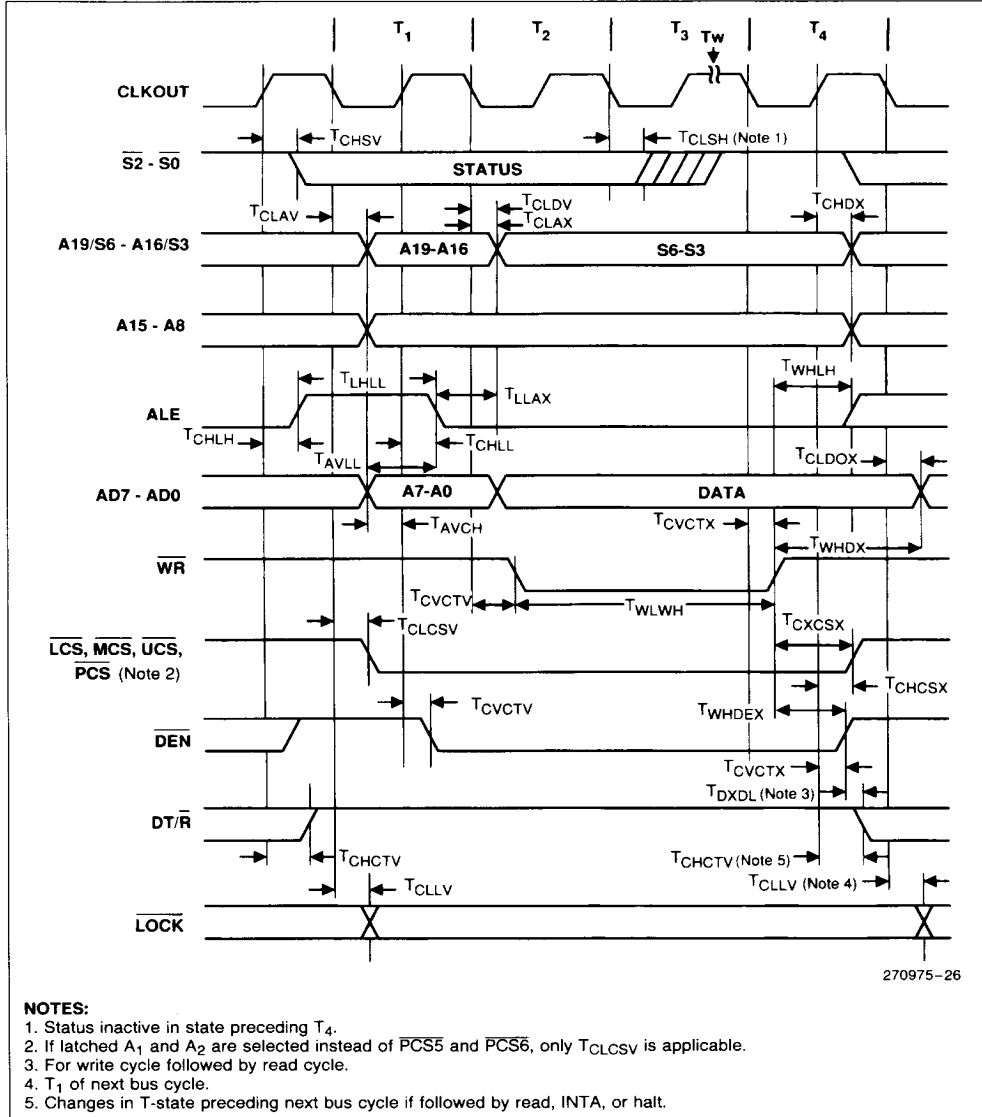 T1 T2 T3 TW T4
CLKOUT
TCHSV TCLSH (Note 1)
S2 - S0 STATUS
TCLDV TCHDX
TCLAV TCLAX
A19/S6 - A16/S3 A19-A16 S6-S3
A15 - A8
TLHLL TWHLH
TLLAX
ALE
TCHLH TCHLL
TAVLL TCLDOX
AD7 - AD0 A7-A0 DATA
TAVCH TCVCTX
TWHDX
WR
TCVCTV TWLWH
TCLCSV TCXCSX
LCS, MCS, UCS,
PCS (Note 2)
TCHCSX
TCVCTV TWHDEX
DEN
TCVCTX
TDXDL (Note 3)
DT/R
TCHCTV TCHCTV (Note 5)
TCLLV TCLLV (Note 4)
LOCK
270975-26
NOTES:
1. Status inactive in state preceding T4.
2. If latched A1 and A2 are selected instead of PCS5 and PCS6, only TCLCSV is applicable.
3. For write cycle followed by read cycle.
4. T1 of next bus cycle.
5. Changes in T-state preceding next bus cycle if followed by read, INTA, or halt.